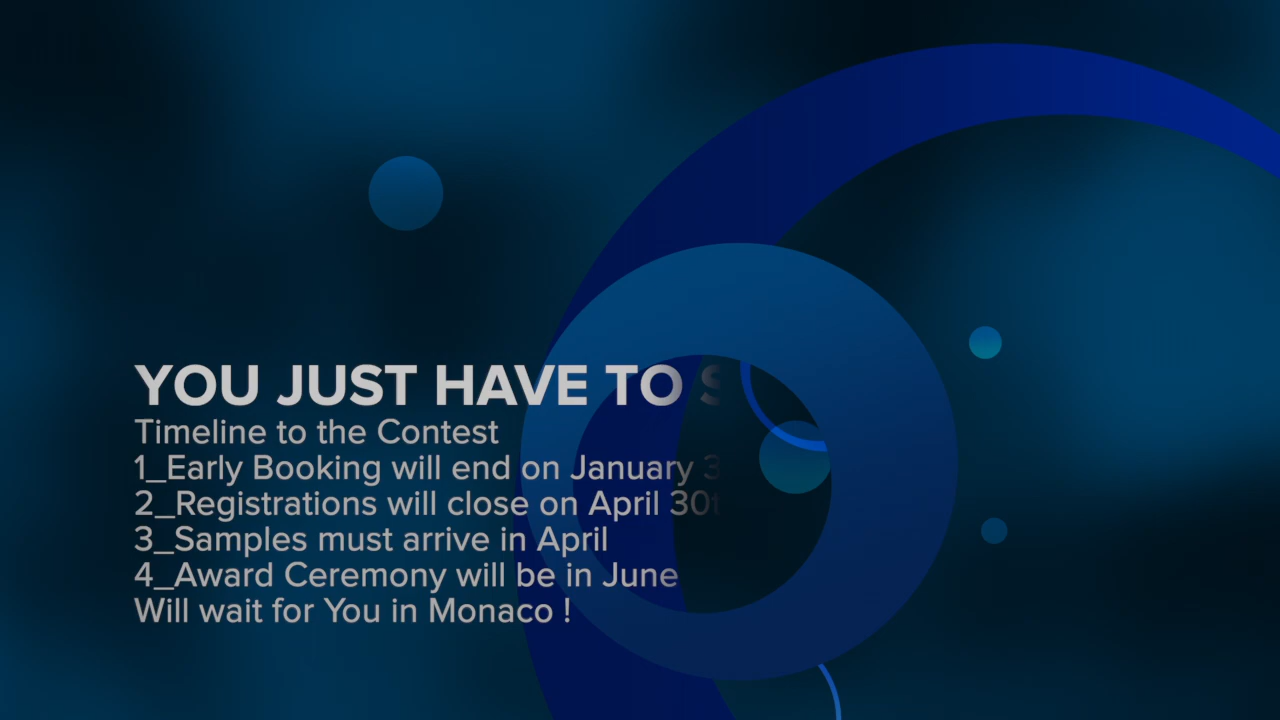 YOU JUST HAVE TO
Timeline to the Contest
1_Early Booking will end on January
2_Registrations will close on April 30t
3_Samples must arrive in April
4_Award Ceremony will be in June
Will wait for You in Monaco !